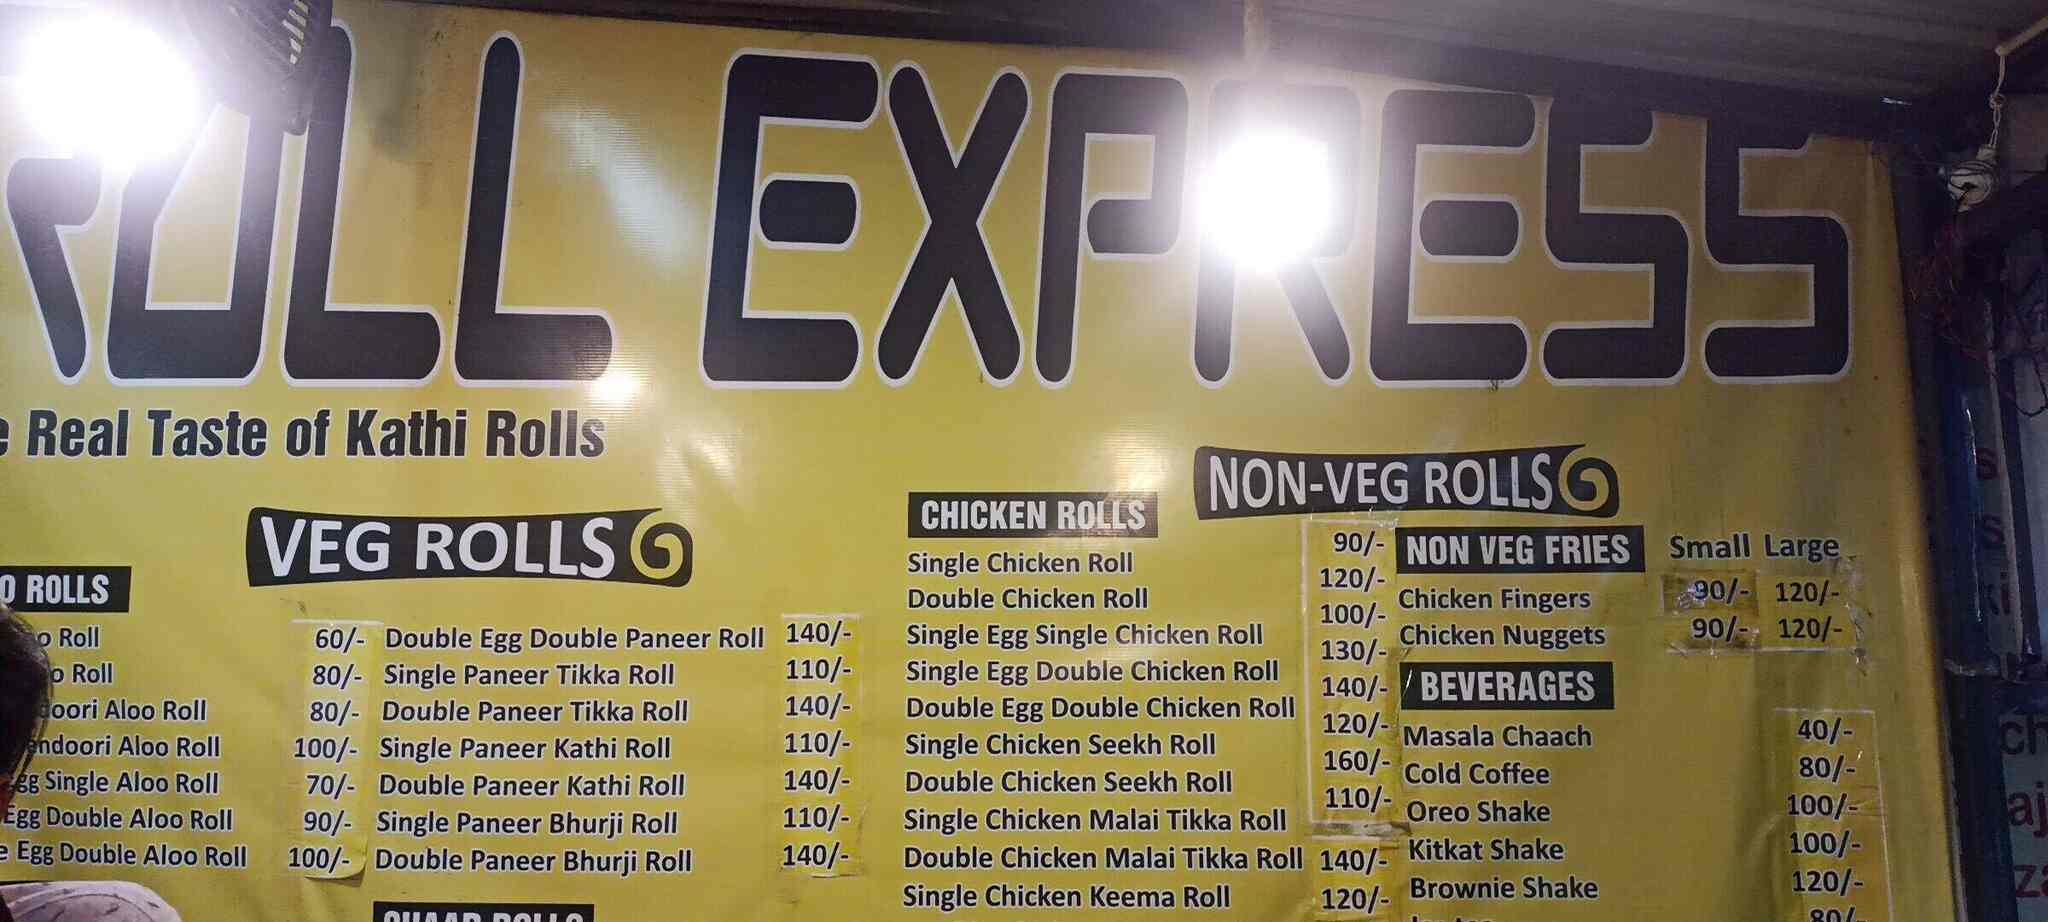 ROLL EXPRESS
Real Taste of Kathi Rolls
VEG ROLLS
ROLLS
Roll 60/-
Roll 80/-
Aloo Roll 80/-
Aloo Roll 100/-
Single Aloo Roll 70/-
Egg Double Aloo Roll 90/-
Egg Double Aloo Roll 100/-
Double Egg Double Paneer Roll 140/-
Single Paneer Tikka Roll 110/-
Double Paneer Tikka Roll 140/-
Single Paneer Kathi Roll 110/-
Double Paneer Kathi Roll 140/-
Single Paneer Bhurji Roll 110/-
Double Paneer Bhurji Roll 140/-
CHAAP ROLLS
NON-VEG ROLLS
CHICKEN ROLLS
Single Chicken Roll 90/-
Double Chicken Roll 120/-
Single Egg Single Chicken Roll 100/-
Single Egg Double Chicken Roll 130/-
Double Egg Double Chicken Roll 140/-
Single Chicken Seekh Roll 120/-
Double Chicken Seekh Roll 160/-
Single Chicken Malai Tikka Roll 110/-
Double Chicken Malai Tikka Roll 140/-
Single Chicken Keema Roll 120/-
NON VEG FRIES Small Large
Chicken Fingers 90/- 120/-
Chicken Nuggets 90/- 120/-
BEVERAGES
Masala Chaach 40/-
Cold Coffee 80/-
Oreo Shake 100/-
Kitkat Shake 100/-
Brownie Shake 120/-
80/-